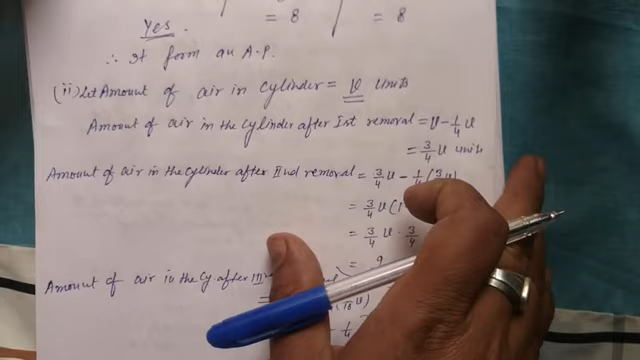 = 8 = 8
Yes.
∴ It form an A.P.
(ii) Let Amount of air in cylinder = V Units
Amount of air in the cylinder after Ist removal = V - 1/4 V
= 3/4 V units
Amount of air in the cylinder after IInd removal = 3/4 V - 1/4 (3/4 V)
= 3/4 V (1
= 3/4 V · 3/4
= 9
Amount of air in the Cy. after III
=